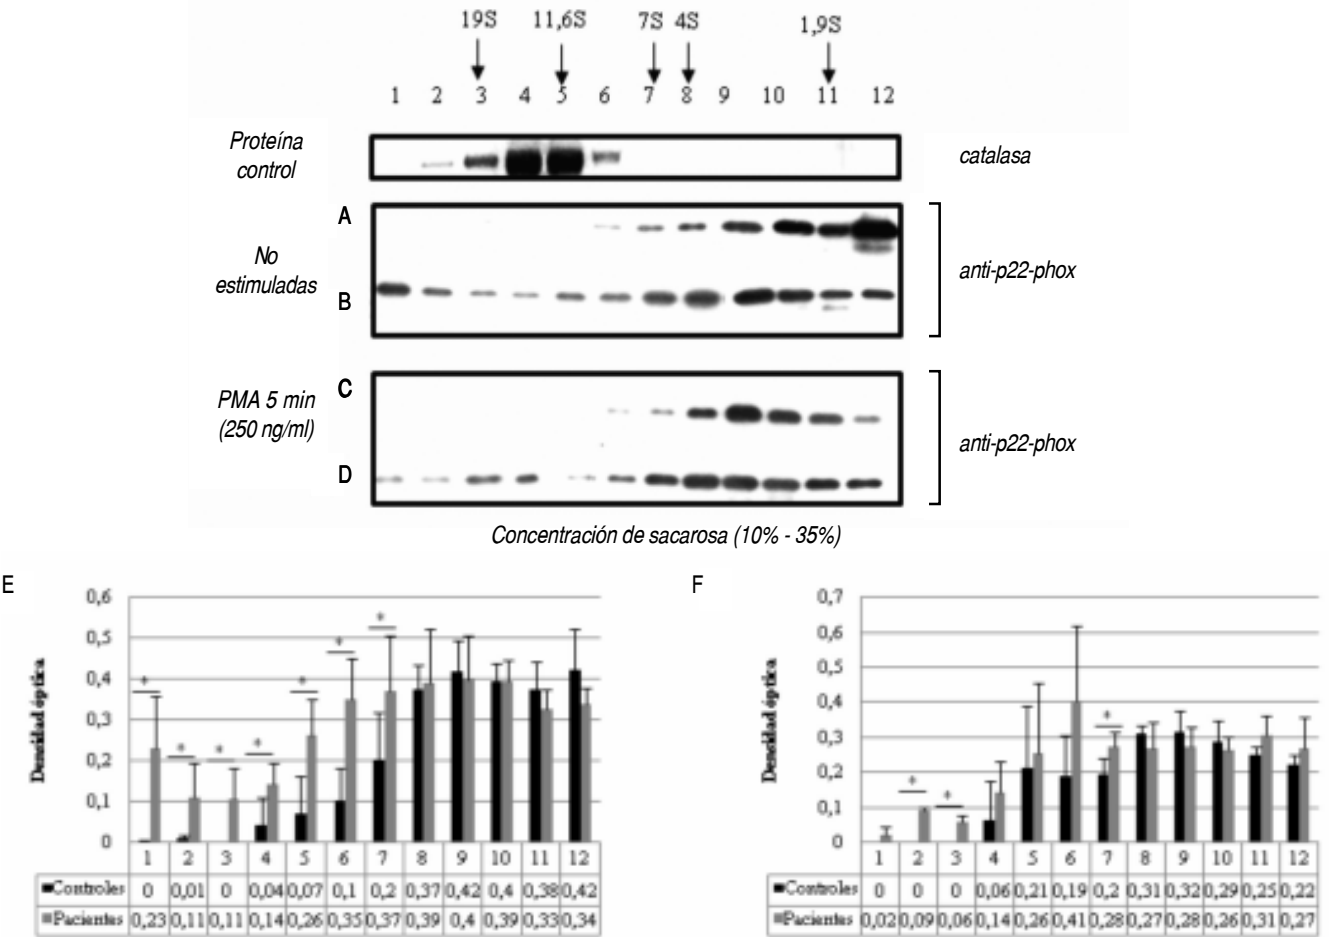 19S 11,6S 7S 4S 1,9S
1 2 3 4 5 6 7 8 9 10 11 12
Proteína
control
catalasa
A
No
estimuladas
B
anti-p22-phox
C
PMA 5 min
(250 ng/ml)
D
anti-p22-phox
Concentración de sacarosa (10% - 35%)
E
Densidad óptica
0,6
0,5
0,4
0,3
0,2
0,1
0
* * * * * * *
1 2 3 4 5 6 7 8 9 10 11 12
Controles 0 0,01 0 0,04 0,07 0,1 0,2 0,37 0,42 0,4 0,38 0,42
Pacientes 0,23 0,11 0,11 0,14 0,26 0,35 0,37 0,39 0,4 0,39 0,33 0,34
F
Densidad óptica
0,7
0,6
0,5
0,4
0,3
0,2
0,1
0
* * *
1 2 3 4 5 6 7 8 9 10 11 12
Controles 0 0 0 0,06 0,21 0,19 0,2 0,31 0,32 0,29 0,25 0,22
Pacientes 0,02 0,09 0,06 0,14 0,26 0,41 0,28 0,27 0,28 0,26 0,31 0,27